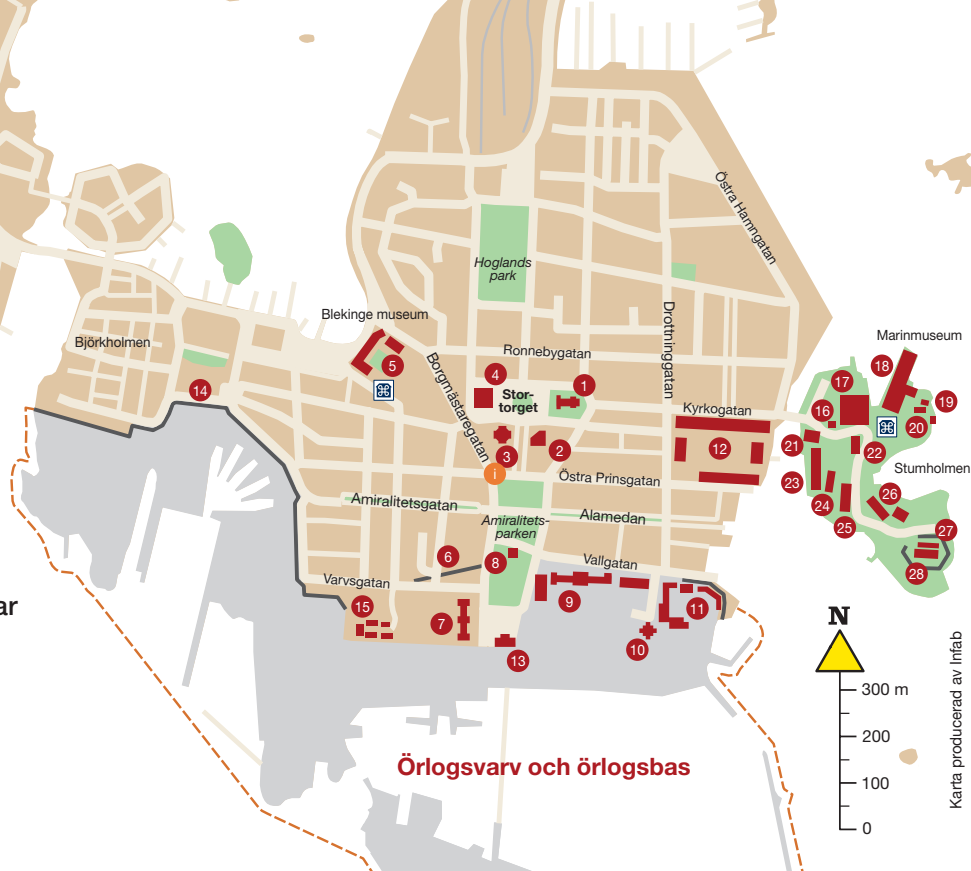 Östra Hamngatan
Hoglands
park
Blekinge museum
Björkholmen
Ronnebygatan
Drottninggatan
Borgmästaregatan
Marinmuseum
5
4
1
Stor-
torget
14
Kyrkogatan
18
17
19
16
20
3
2
12
21
22
i
Östra Prinsgatan
23
Stumholmen
24
26
Amiralitetsgatan
Amiralitets-
parken
Alamedan
25
27
6
8
Vallgatan
28
Varvsgatan
15
7
9
11
ar
10
13
N
300 m
200
100
0
Örlogsvarv och örlogsbas
Karta producerad av Infab